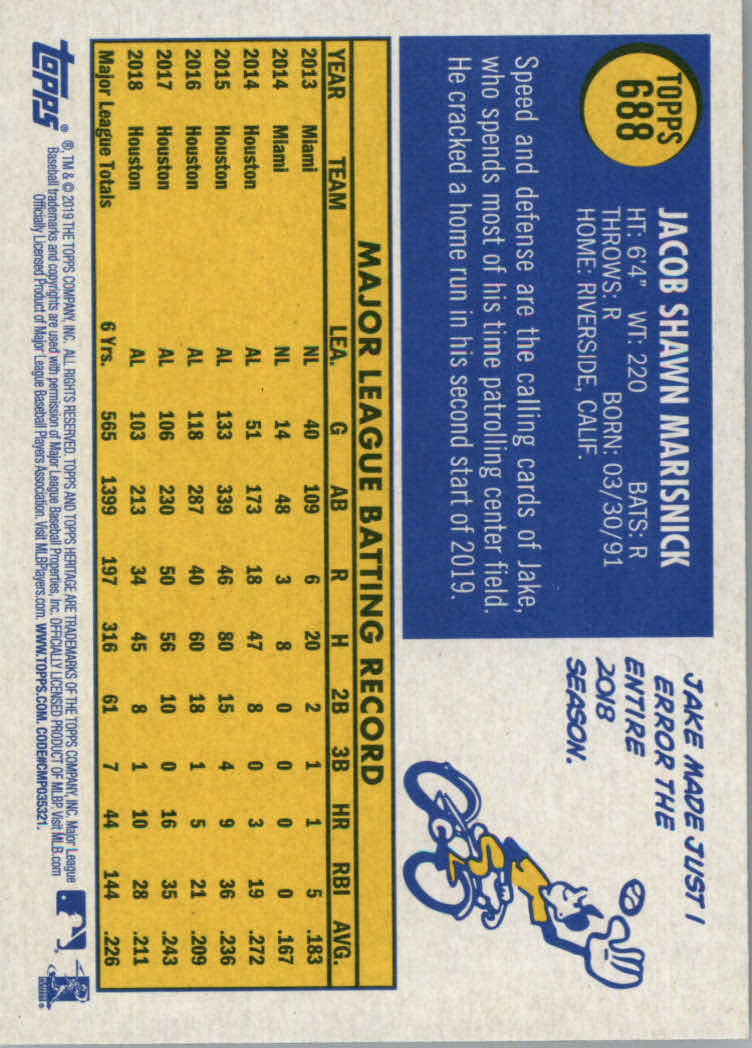 TOPPS
688
JACOB SHAWN MARISNICK
HT: 6'4" WT: 220 BATS: R
THROWS: R BORN: 03/30/91
HOME: RIVERSIDE, CALIF.
Speed and defense are the calling cards of Jake,
who spends most of his time patrolling center field.
He cracked a home run in his second start of 2019.
JAKE MADE JUST 1
ERROR THE
ENTIRE
2018
SEASON.
MAJOR LEAGUE BATTING RECORD
YEAR TEAM LEA. G AB R H 2B 3B HR RBI AVG.
2013 Miami NL 40 109 6 20 2 1 1 5 .183
2014 Miami NL 14 48 3 8 0 0 0 0 .167
2014 Houston AL 51 173 18 47 8 0 3 19 .272
2015 Houston AL 133 339 46 80 15 4 9 36 .236
2016 Houston AL 118 287 40 60 18 1 5 21 .209
2017 Houston AL 106 230 50 56 10 0 16 35 .243
2018 Houston AL 103 213 34 45 8 1 10 28 .211
Major League Totals 6 Yrs. 565 1399 197 316 61 7 44 144 .226
topps®
®, TM & © 2019 THE TOPPS COMPANY, INC. ALL RIGHTS RESERVED. TOPPS AND TOPPS HERITAGE ARE TRADEMARKS OF THE TOPPS COMPANY, INC. Major League
Baseball trademarks and copyrights are used with permission of Major League Baseball Properties, Inc. OFFICIALLY LICENSED PRODUCT OF MLBP. Visit MLB.com
Officially Licensed Product of Major League Baseball Players Association. Visit MLBPlayers.com. WWW.TOPPS.COM. CODE#CMP035321.